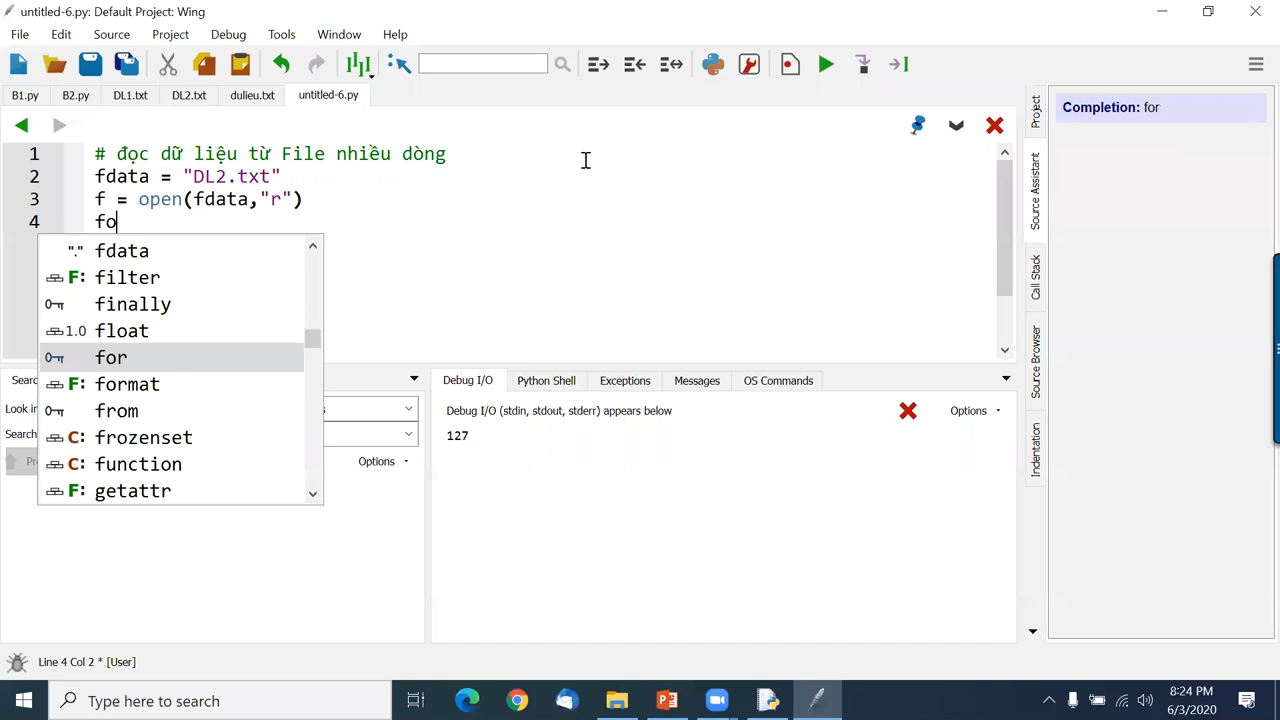 untitled-6.py: Default Project: Wing
File Edit Source Project Debug Tools Window Help
B1.py B2.py DL1.txt DL2.txt dulieu.txt untitled-6.py
1 # đọc dữ liệu từ File nhiều dòng
2 fdata = "DL2.txt"
3 f = open(fdata,"r")
4 fo
"." fdata
F: filter
finally
1.0 float
for
F: format
from
C: frozenset
C: function
F: getattr
Completion: for
Project
Source Assistant
Call Stack
Source Browser
Indentation
Look in
Options
Debug I/O Python Shell Exceptions Messages OS Commands
Debug I/O (stdin, stdout, stderr) appears below
Options
127
Line 4 Col 2 * [User]
Type here to search
8:24 PM
6/3/2020